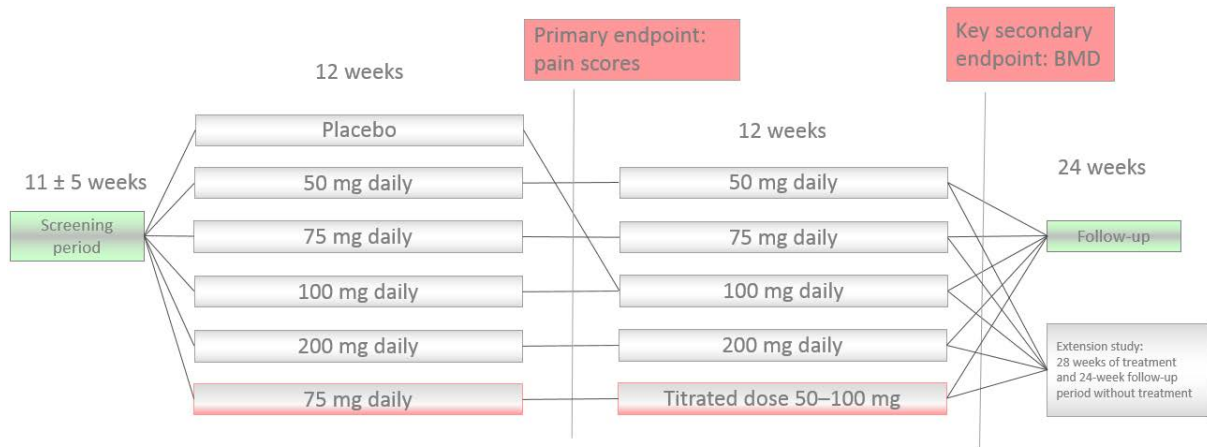 Primary endpoint:
pain scores
Key secondary
endpoint: BMD
12 weeks
12 weeks
11 ± 5 weeks
24 weeks
Screening
period
Placebo
50 mg daily
75 mg daily
100 mg daily
200 mg daily
75 mg daily
50 mg daily
75 mg daily
100 mg daily
200 mg daily
Titrated dose 50–100 mg
Follow-up
Extension study:
28 weeks of treatment
and 24-week follow-up
period without treatment